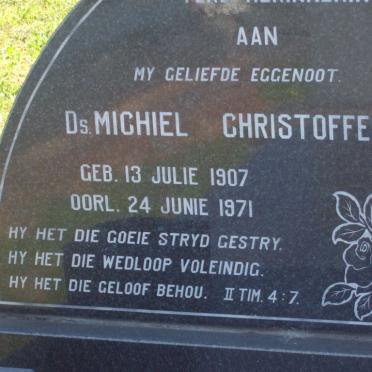 AAN
MY GELIEFDE EGGENOOT.
Ds. MICHIEL CHRISTOFFE
GEB. 13 JULIE 1907
OORL. 24 JUNIE 1971
HY HET DIE GOEIE STRYD GESTRY.
HY HET DIE WEDLOOP VOLEINDIG.
HY HET DIE GELOOF BEHOU. II TIM. 4:7.